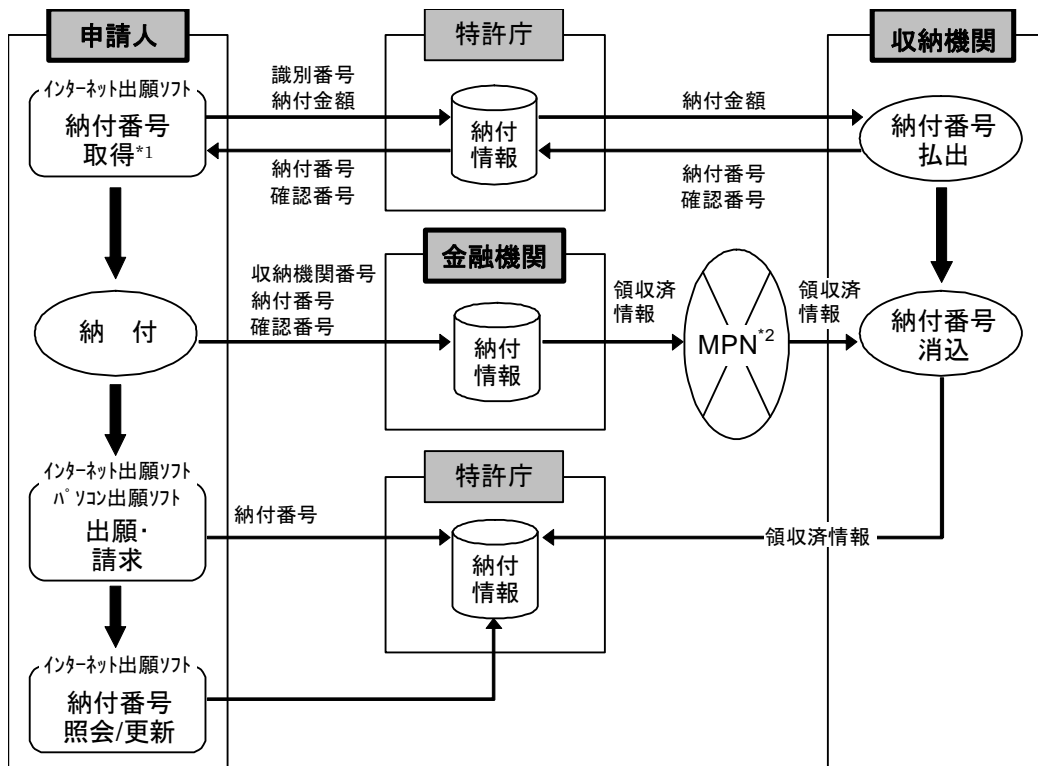 申請人
特許庁
収納機関
インターネット出願ソフト
納付番号
取得*1
識別番号
納付金額
納付番号
確認番号
納付
情報
納付金額
納付番号
確認番号
納付番号
払出
金融機関
納　付
収納機関番号
納付番号
確認番号
納付
情報
領収済
情報
MPN*2
領収済
情報
納付番号
消込
特許庁
インターネット出願ソフト
パソコン出願ソフト
出願・
請求
納付番号
納付
情報
領収済情報
インターネット出願ソフト
納付番号
照会/更新